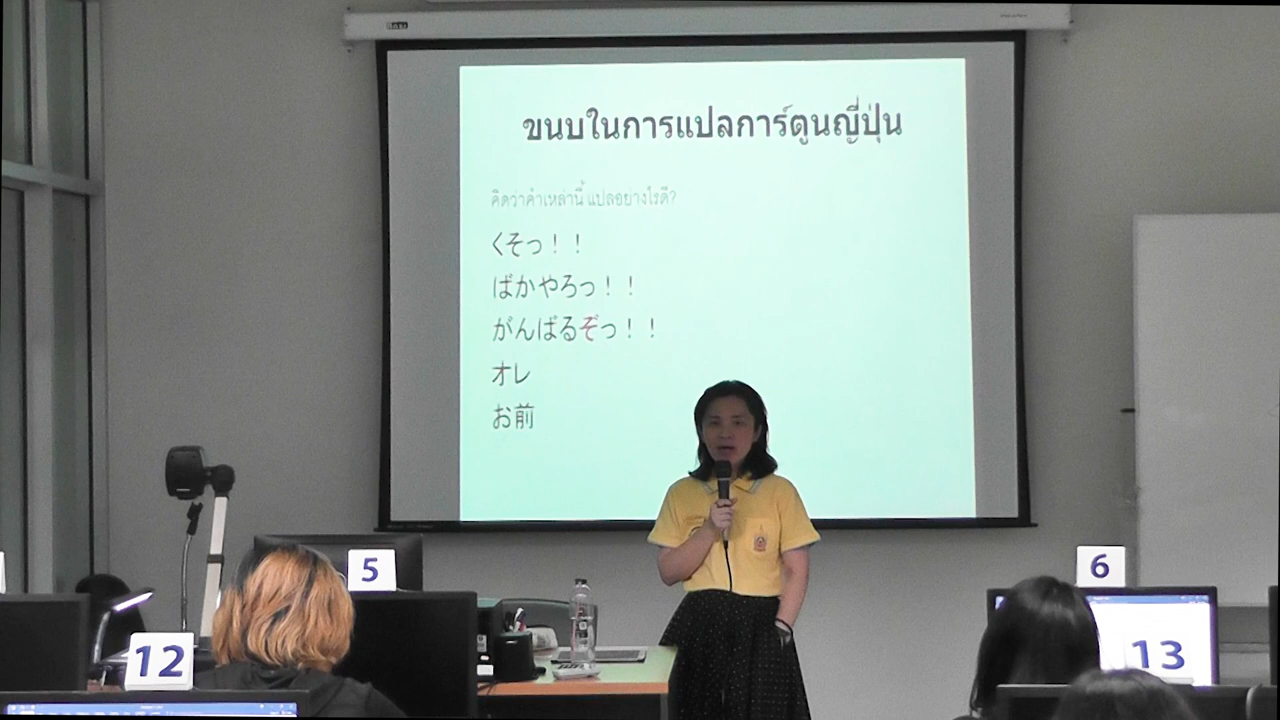 ขนบในการแปลการ์ตูนญี่ปุ่น
คิดว่าคำเหล่านี้ แปลอย่างไรดี?
くそっ！！
ばかやろっ！！
がんばるぞっ！！
オレ
お前
5
6
12
13